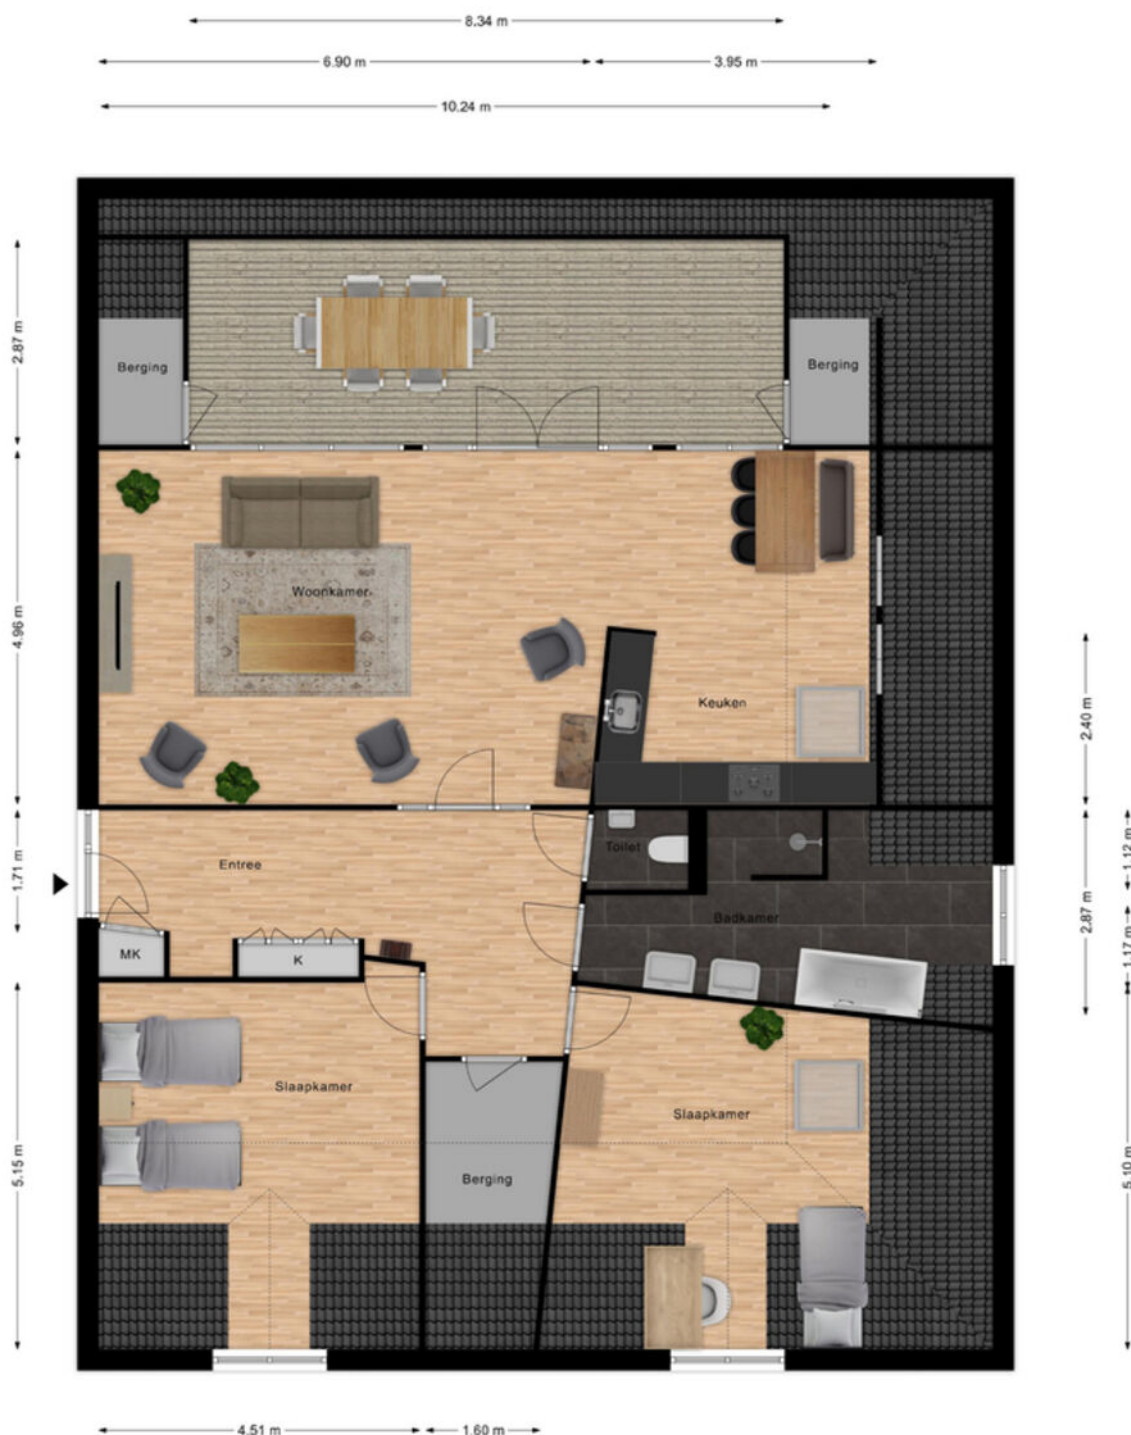 8.34 m
6.90 m
3.95 m
10.24 m
2.87 m
Berging
Berging
4.96 m
Woonkamer
Keuken
2.40 m
1.71 m
Entree
Toilet
1.12 m
2.87 m
Badkamer
1.17 m
MK
K
Slaapkamer
Slaapkamer
5.15 m
Berging
5.10 m
4.51 m
1.60 m